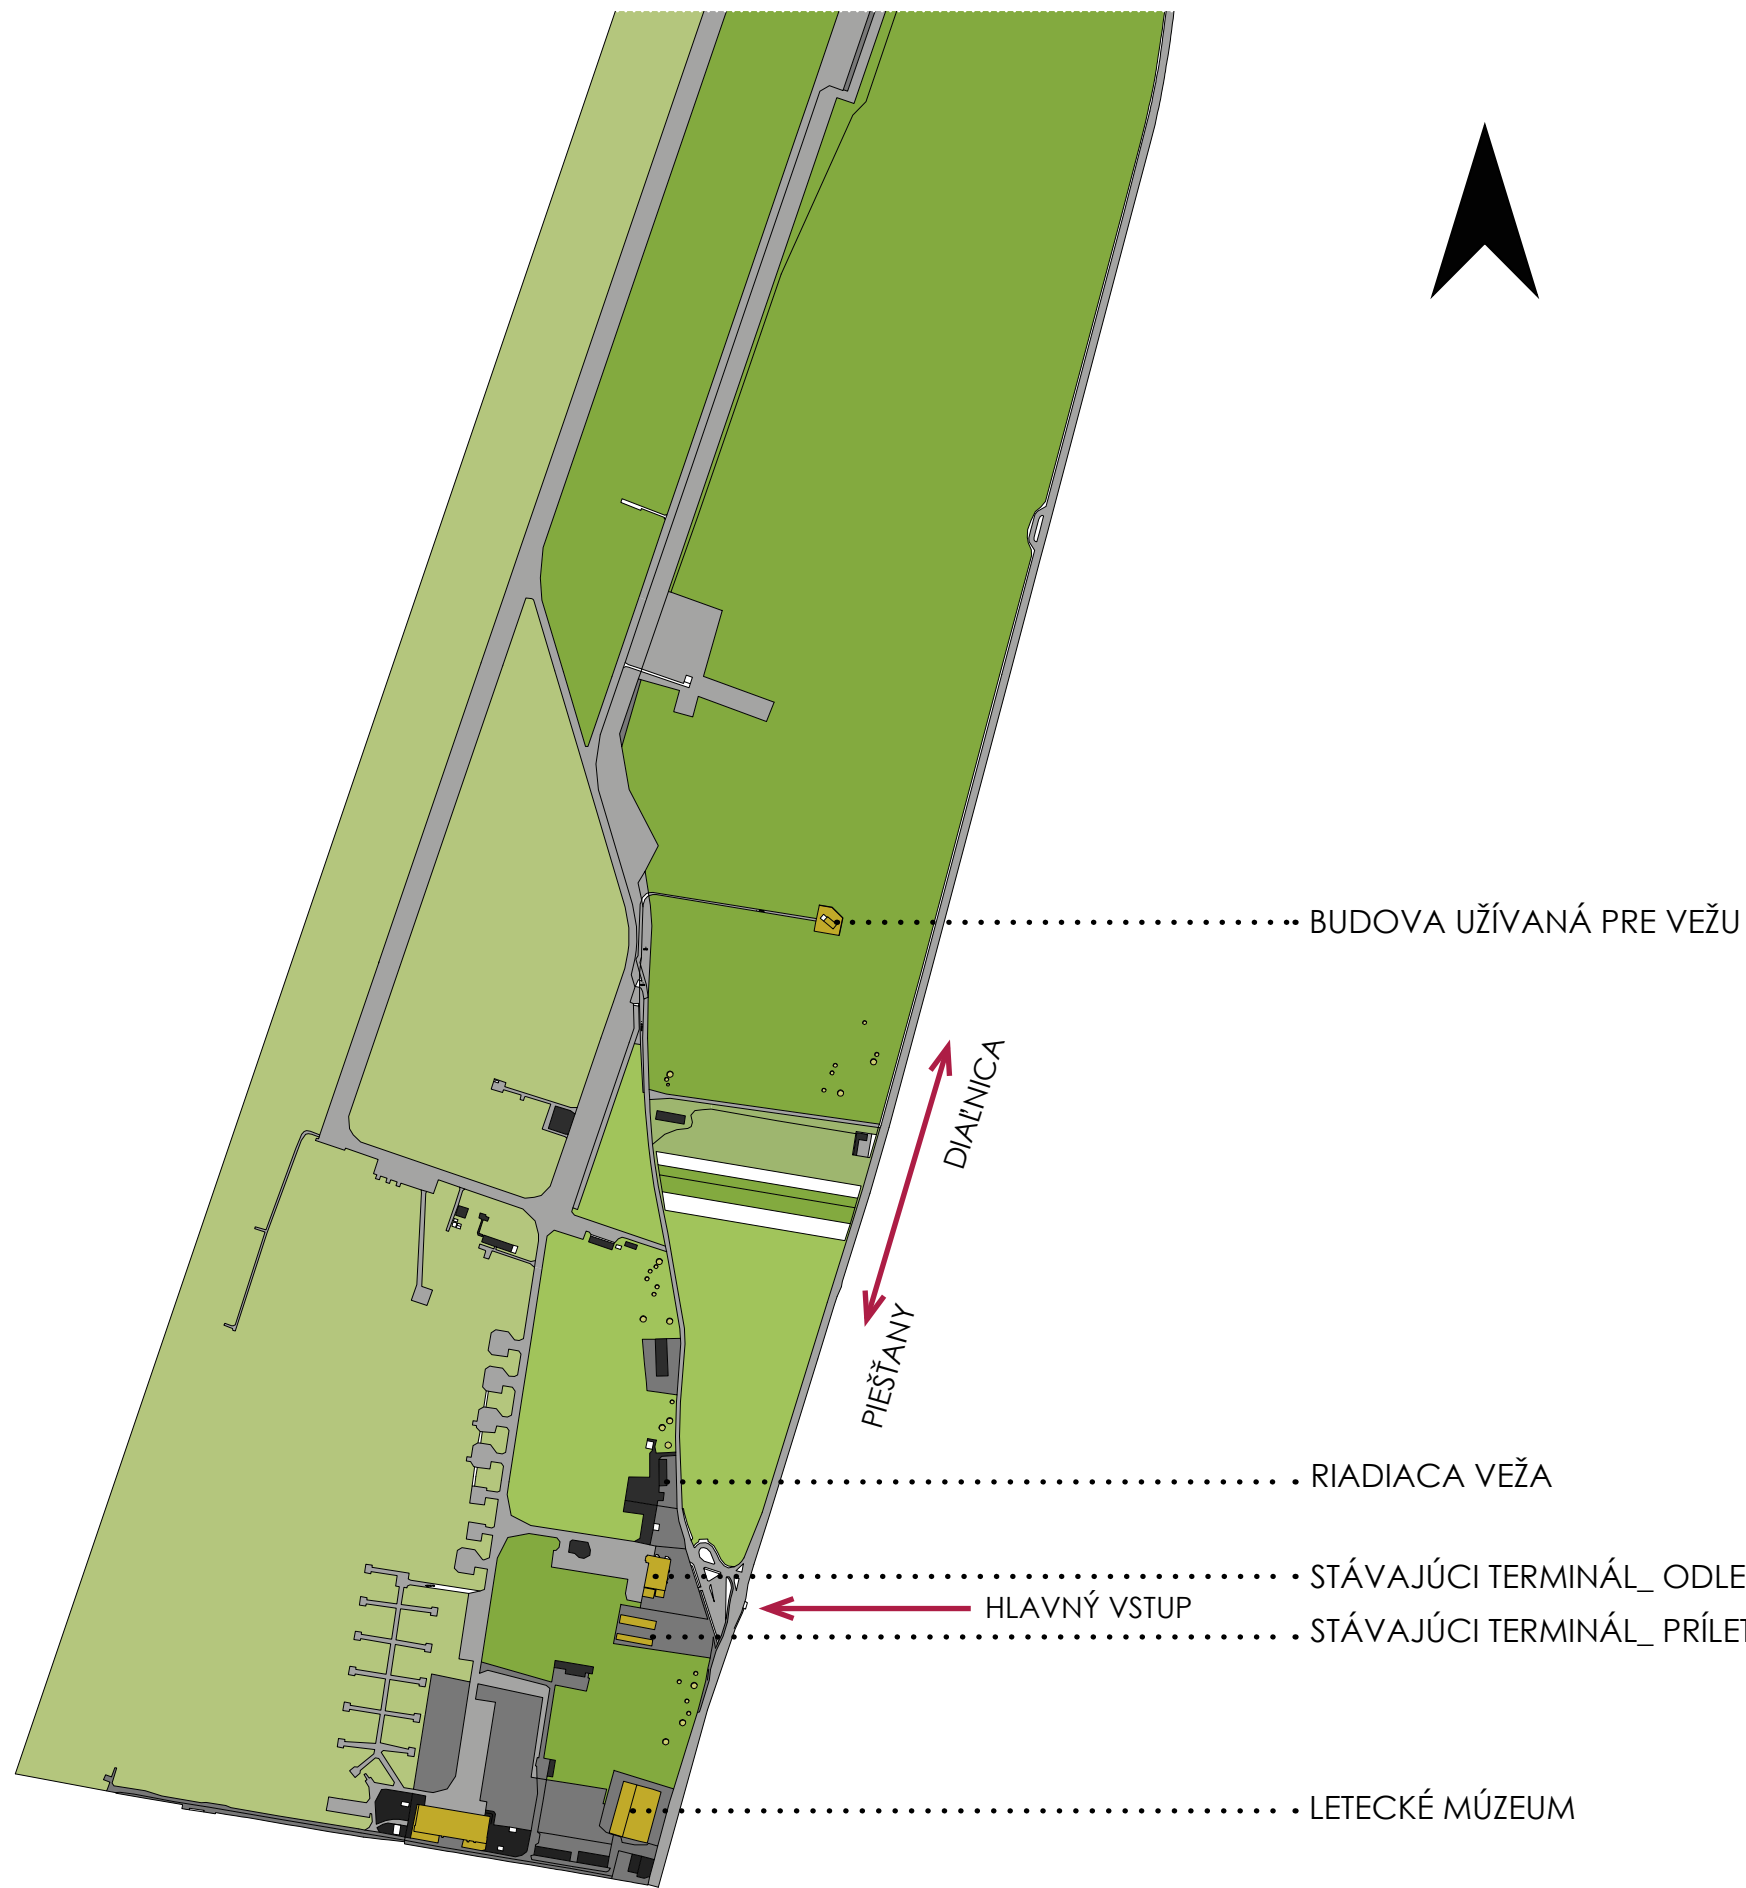 BUDOVA UŽÍVANÁ PRE VEŽU
DIAĽNICA
PIEŠŤANY
RIADIACA VEŽA
STÁVAJÚCI TERMINÁL_ ODLE
HLAVNÝ VSTUP
STÁVAJÚCI TERMINÁL_ PRÍLET
LETECKÉ MÚZEUM